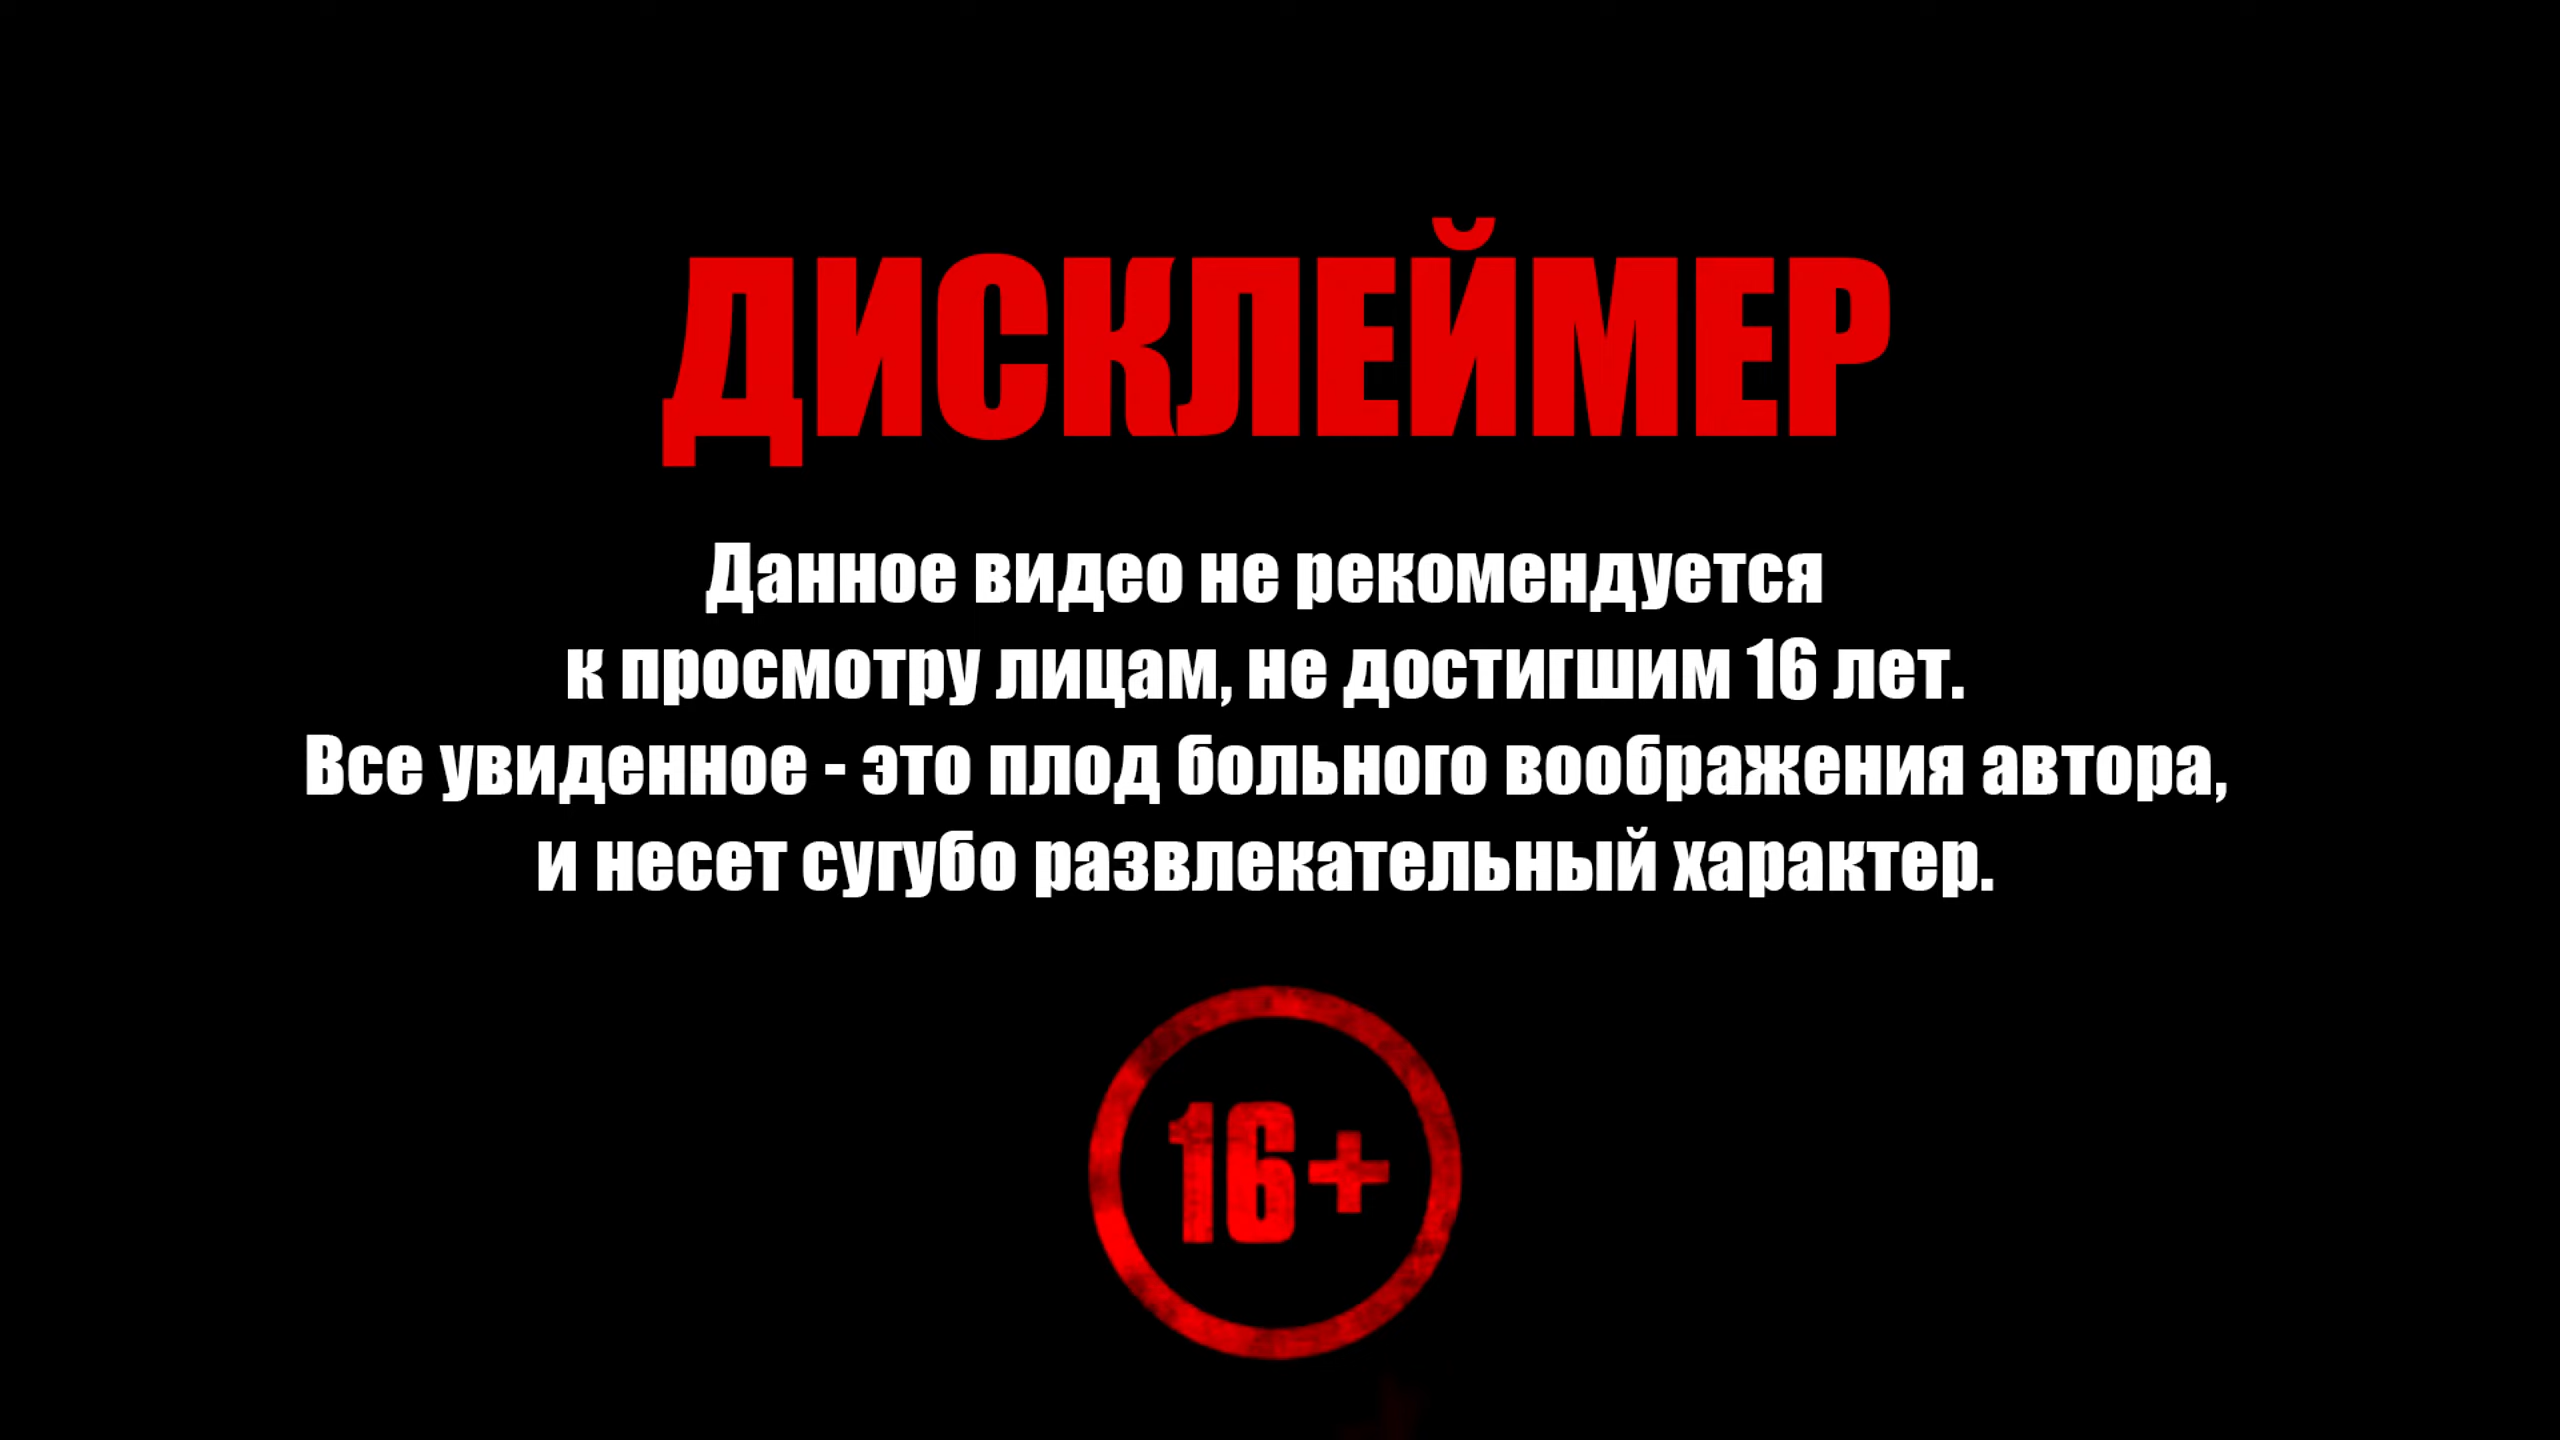 ДИСКЛЕЙМЕР
Данное видео не рекомендуется
к просмотру лицам, не достигшим 16 лет.
Все увиденное - это плод больного воображения автора,
и несет сугубо развлекательный характер.
16+